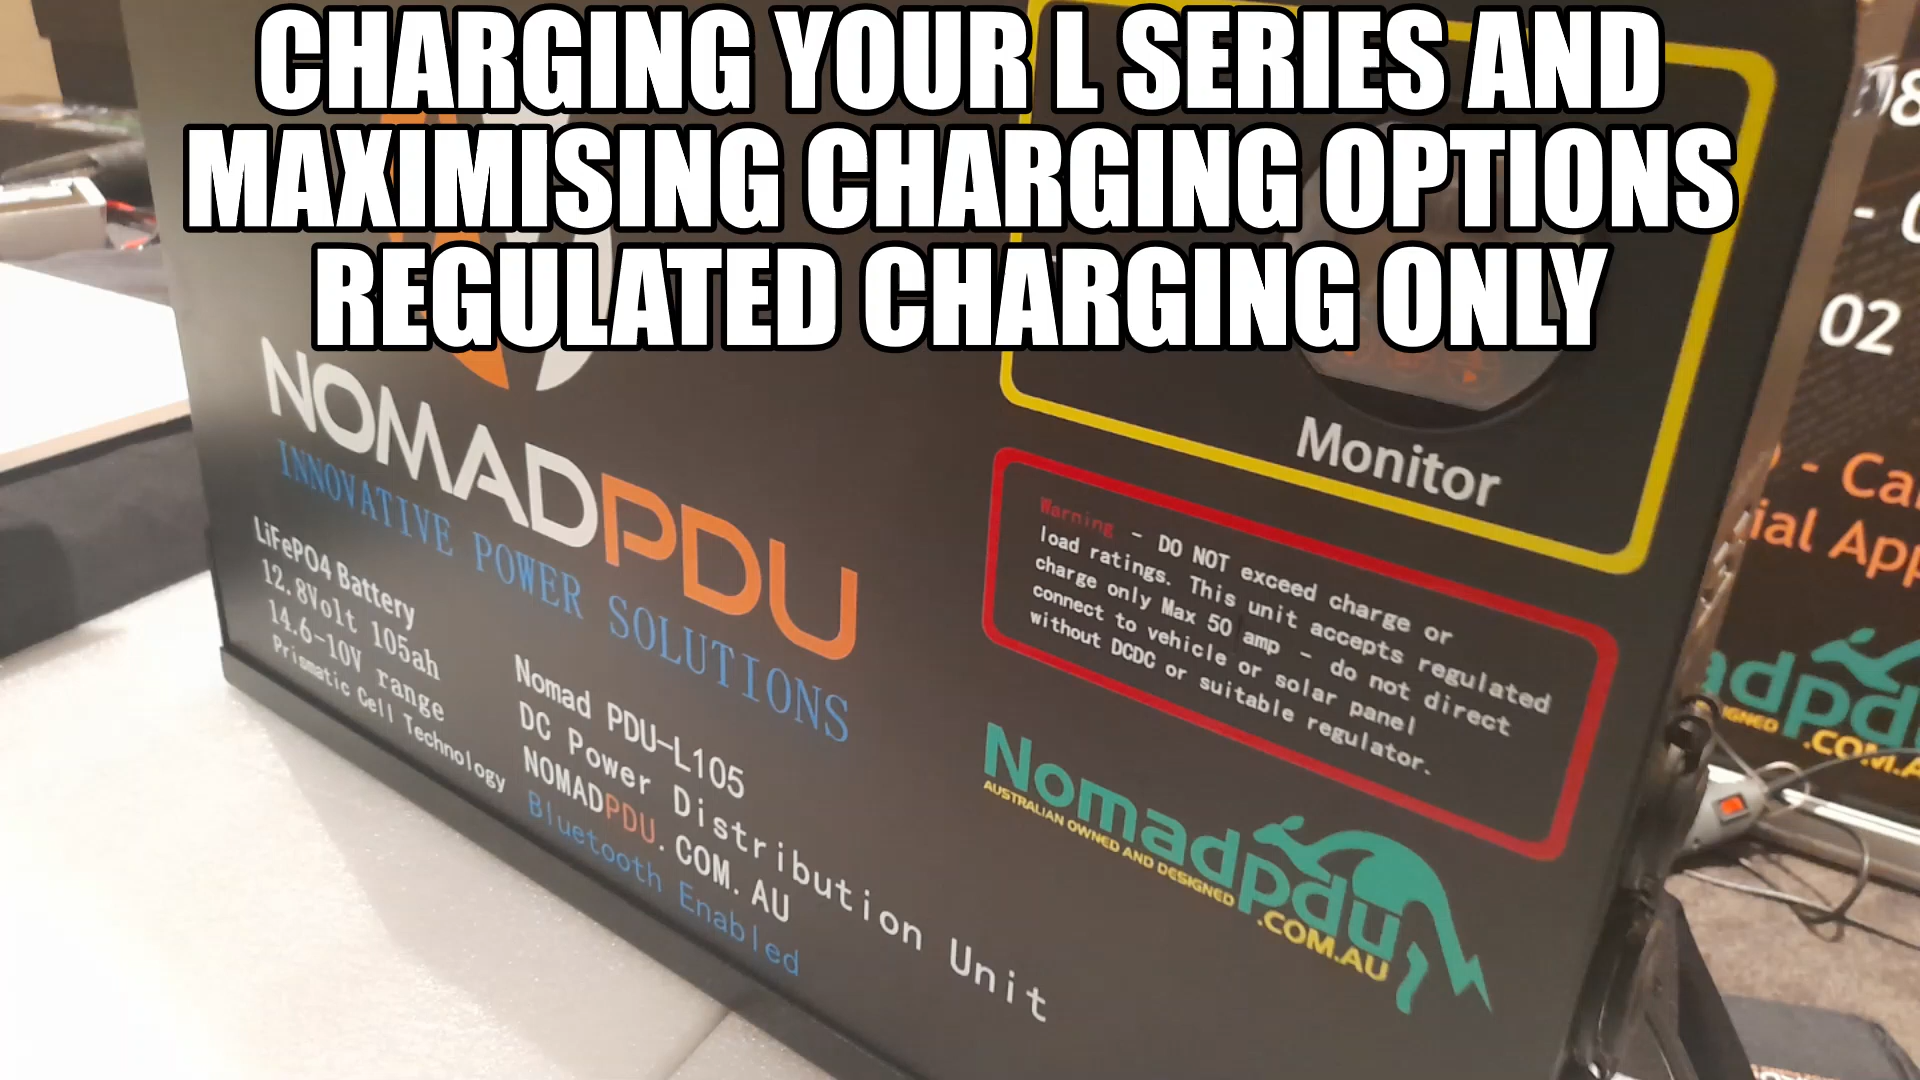 CHARGING YOUR L SERIES AND
MAXIMISING CHARGING OPTIONS
REGULATED CHARGING ONLY
NOMADPDU
INNOVATIVE POWER SOLUTIONS
LiFePO4 Battery
12.8Volt 105ah
14.6-10V range
Prismatic Cell Technology
Nomad PDU-L105
DC Power Distribution Unit
NOMADPDU.COM.AU
Bluetooth Enabled
Monitor
Warning - DO NOT exceed charge or
load ratings. This unit accepts regulated
charge only Max 50 amp - do not direct
connect to vehicle or solar panel
without DCDC or suitable regulator.
Nomadpdu
AUSTRALIAN OWNED AND DESIGNED
.COM.AU
02